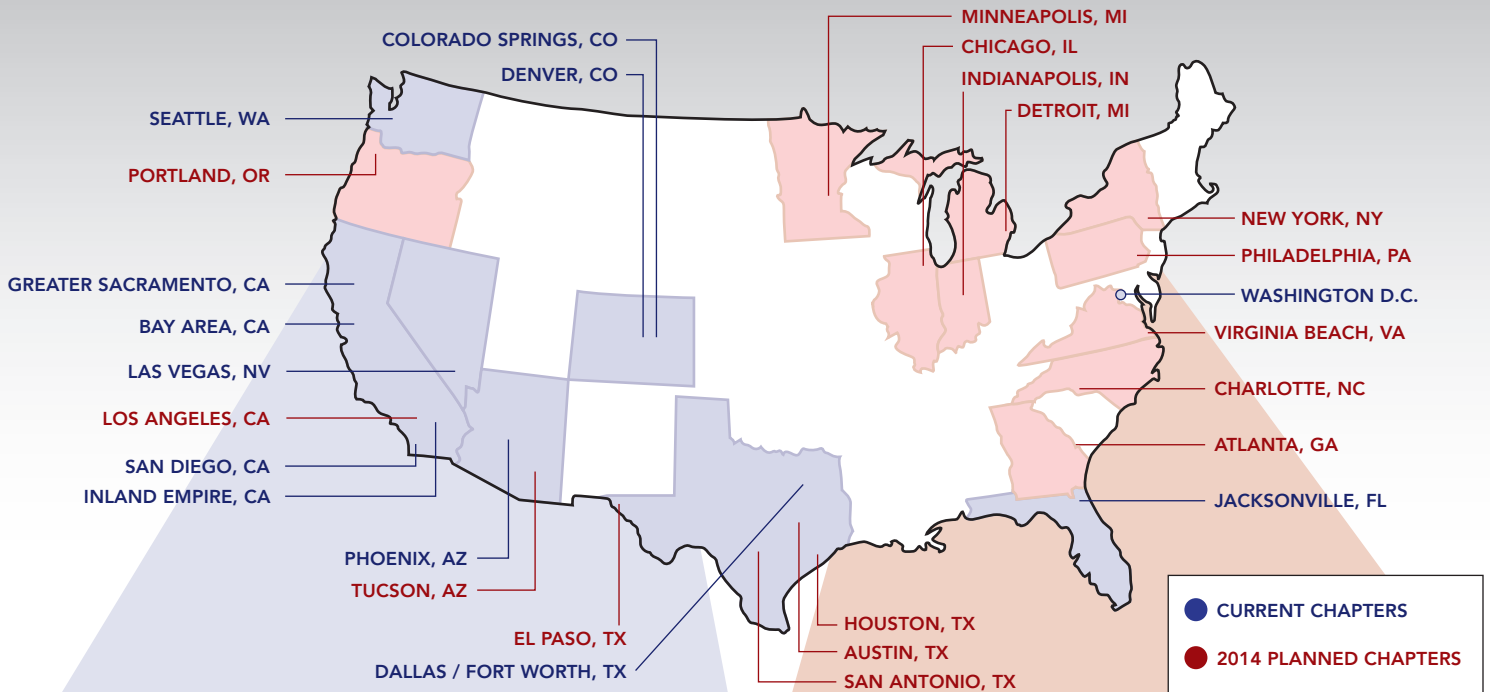 COLORADO SPRINGS, CO
DENVER, CO
SEATTLE, WA
PORTLAND, OR
GREATER SACRAMENTO, CA
BAY AREA, CA
LAS VEGAS, NV
LOS ANGELES, CA
SAN DIEGO, CA
INLAND EMPIRE, CA
PHOENIX, AZ
TUCSON, AZ
EL PASO, TX
DALLAS / FORT WORTH, TX
MINNEAPOLIS, MI
CHICAGO, IL
INDIANAPOLIS, IN
DETROIT, MI
NEW YORK, NY
PHILADELPHIA, PA
WASHINGTON D.C.
VIRGINIA BEACH, VA
CHARLOTTE, NC
ATLANTA, GA
JACKSONVILLE, FL
HOUSTON, TX
AUSTIN, TX
SAN ANTONIO, TX
CURRENT CHAPTERS
2014 PLANNED CHAPTERS